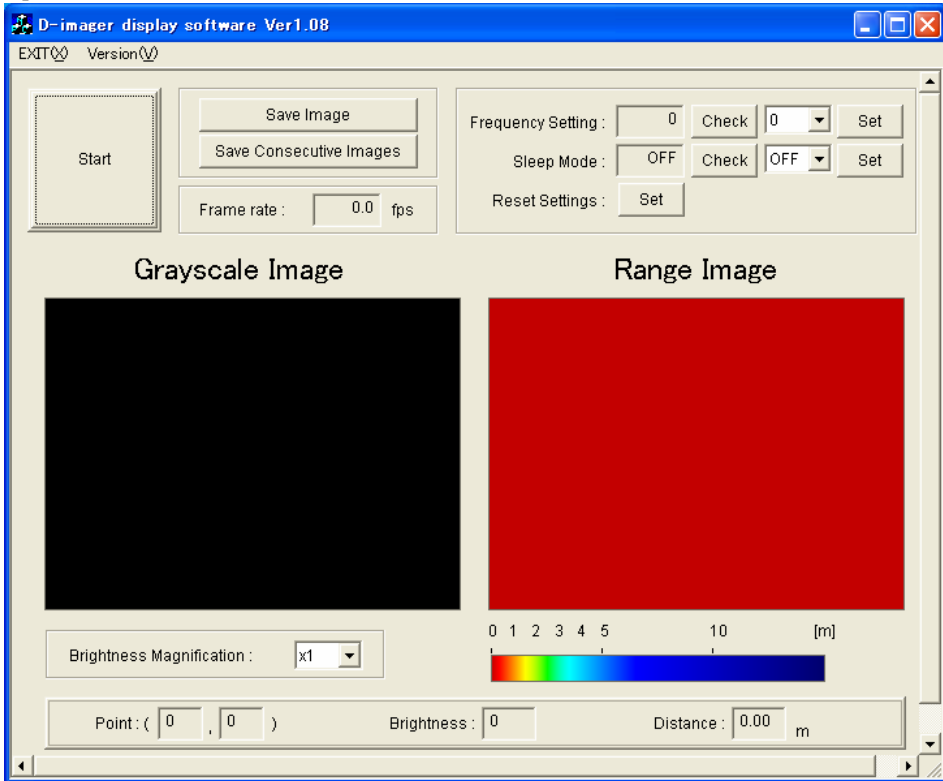 D-imager display software Ver1.08
EXIT(X) Version(V)
Start
Save Image
Save Consecutive Images
Frame rate : 0.0 fps
Frequency Setting : 0 Check 0 Set
Sleep Mode : OFF Check OFF Set
Reset Settings : Set
Grayscale Image
Range Image
0 1 2 3 4 5 10 [m]
Brightness Magnification : x1
Point : ( 0 , 0 ) Brightness : 0 Distance : 0.00 m